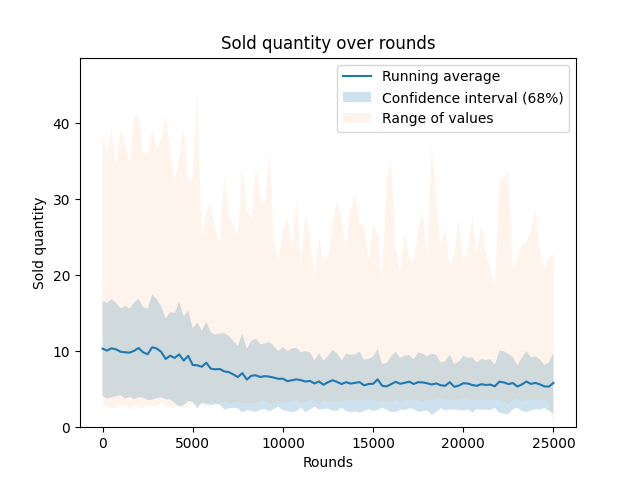 Sold quantity over rounds
Running average
Confidence interval (68%)
Range of values
40
30
20
10
0
Sold quantity
0 5000 10000 15000 20000 25000
Rounds